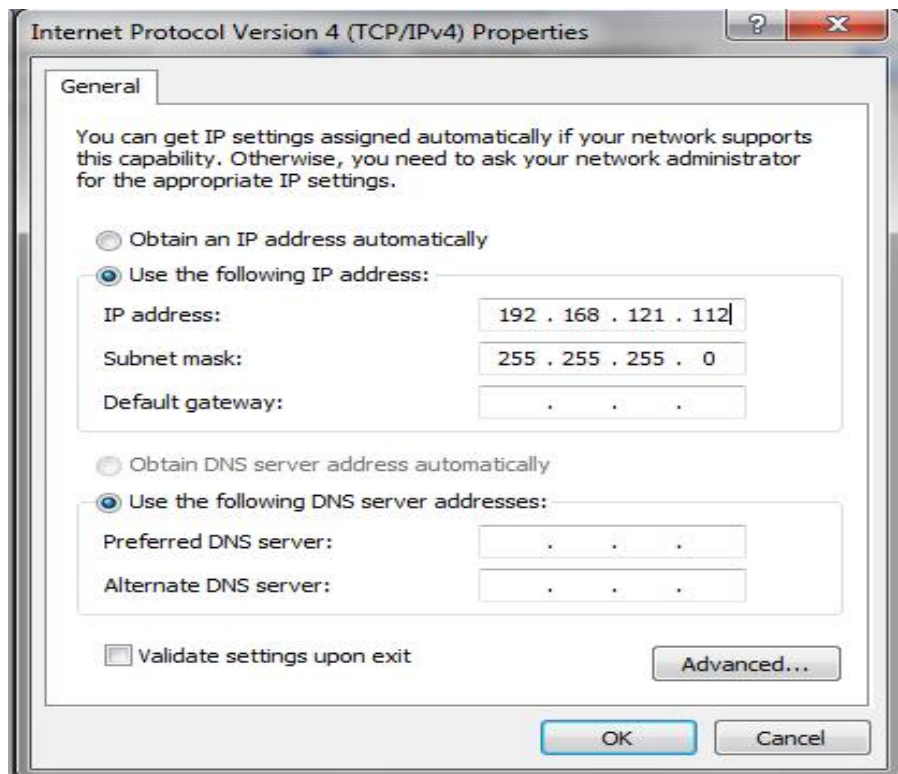 Internet Protocol Version 4 (TCP/IPv4) Properties
?
X
General
You can get IP settings assigned automatically if your network supports
this capability. Otherwise, you need to ask your network administrator
for the appropriate IP settings.
Obtain an IP address automatically
Use the following IP address:
IP address: 192 . 168 . 121 . 112
Subnet mask: 255 . 255 . 255 . 0
Default gateway: . . .
Obtain DNS server address automatically
Use the following DNS server addresses:
Preferred DNS server: . . .
Alternate DNS server: . . .
Validate settings upon exit
Advanced...
OK Cancel